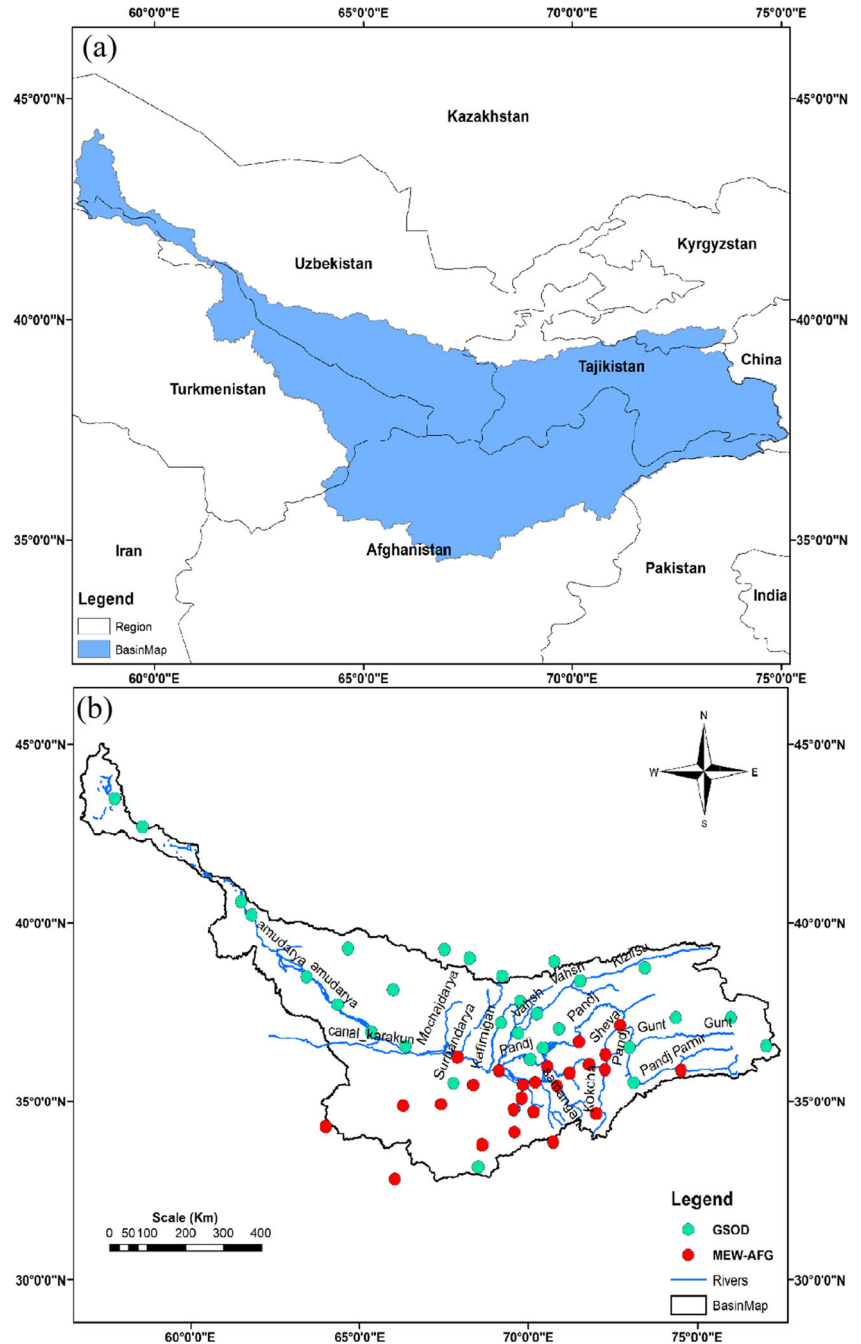 60°0'0"E 65°0'0"E 70°0'0"E 75°0'0"E
(a)
45°0'0"N 45°0'0"N
Kazakhstan
Kyrgyzstan
Uzbekistan
40°0'0"N 40°0'0"N
China
Tajikistan
Turkmenistan
35°0'0"N 35°0'0"N
Iran
Afghanistan
Pakistan
India
Legend
Region
BasinMap
60°0'0"E 65°0'0"E 70°0'0"E 75°0'0"E
(b)
N
W E
S
45°0'0"N 45°0'0"N
40°0'0"N 40°0'0"N
amudarya
amudarya
canal_karakun
Mochajdarya
Surhandarya
Kafirnigan
Vahsh
Vahsh
Kizilsu
Pandj
Pandj
Sheva
Pandj
Gunt
Gunt
Pandj
Pamir
kokcha
35°0'0"N 35°0'0"N
Scale (Km)
0 50 100 200 300 400
Legend
GSOD
MEW-AFG
Rivers
BasinMap
30°0'0"N 30°0'0"N
60°0'0"E 65°0'0"E 70°0'0"E 75°0'0"E